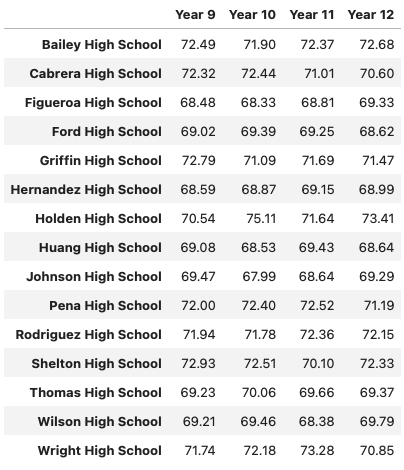 Year 9 Year 10 Year 11 Year 12
Bailey High School 72.49 71.90 72.37 72.68
Cabrera High School 72.32 72.44 71.01 70.60
Figueroa High School 68.48 68.33 68.81 69.33
Ford High School 69.02 69.39 69.25 68.62
Griffin High School 72.79 71.09 71.69 71.47
Hernandez High School 68.59 68.87 69.15 68.99
Holden High School 70.54 75.11 71.64 73.41
Huang High School 69.08 68.53 69.43 68.64
Johnson High School 69.47 67.99 68.64 69.29
Pena High School 72.00 72.40 72.52 71.19
Rodriguez High School 71.94 71.78 72.36 72.15
Shelton High School 72.93 72.51 70.10 72.33
Thomas High School 69.23 70.06 69.66 69.37
Wilson High School 69.21 69.46 68.38 69.79
Wright High School 71.74 72.18 73.28 70.85